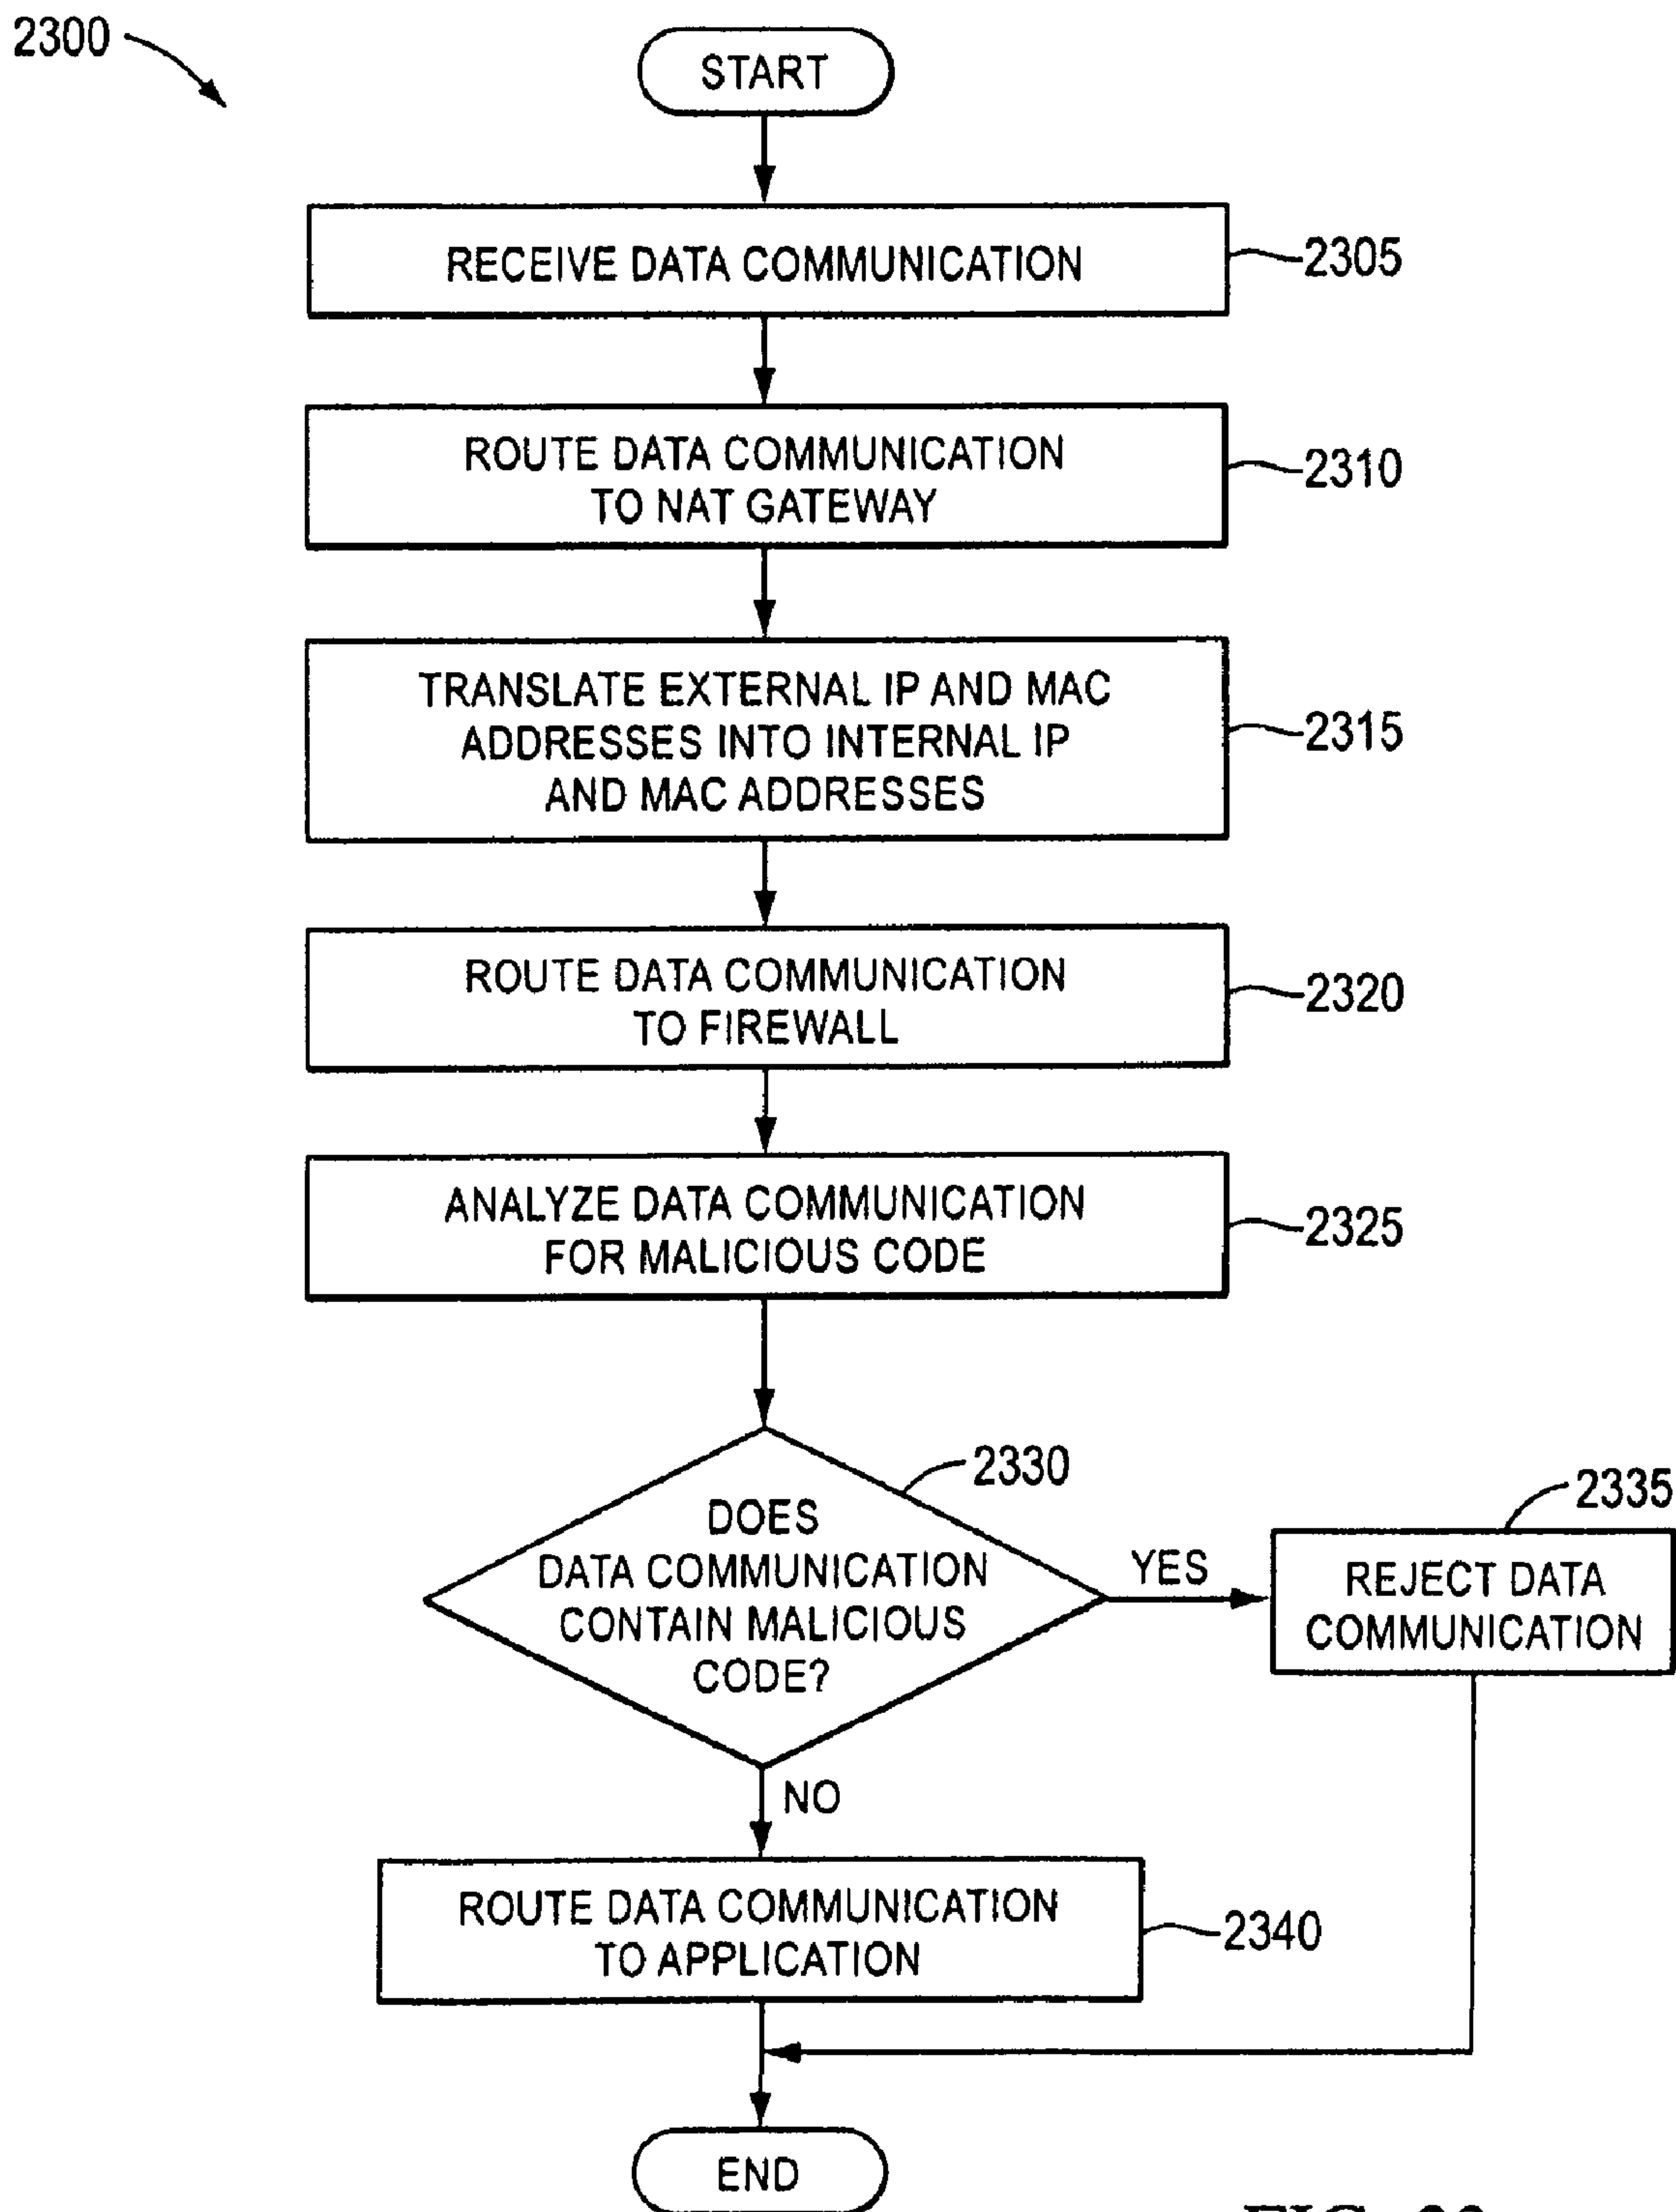 2300
START
RECEIVE DATA COMMUNICATION
2305
ROUTE DATA COMMUNICATION
TO NAT GATEWAY
2310
TRANSLATE EXTERNAL IP AND MAC
ADDRESSES INTO INTERNAL IP
AND MAC ADDRESSES
2315
ROUTE DATA COMMUNICATION
TO FIREWALL
2320
ANALYZE DATA COMMUNICATION
FOR MALICIOUS CODE
2325
2330
DOES
DATA COMMUNICATION
CONTAIN MALICIOUS
CODE?
YES
2335
REJECT DATA
COMMUNICATION
NO
ROUTE DATA COMMUNICATION
TO APPLICATION
2340
END